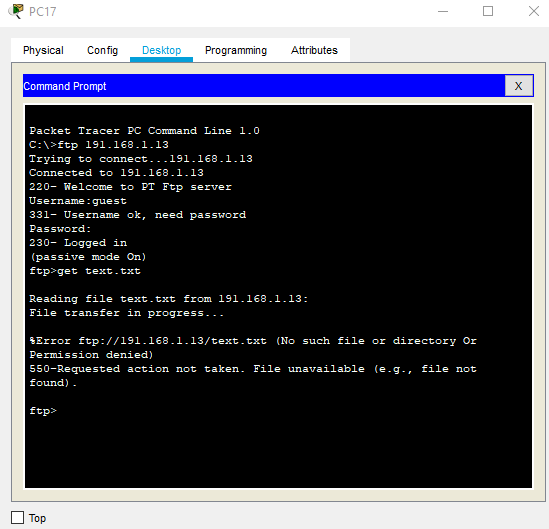 PC17
Physical Config Desktop Programming Attributes
Command Prompt X
Packet Tracer PC Command Line 1.0
C:\>ftp 191.168.1.13
Trying to connect...191.168.1.13
Connected to 191.168.1.13
220- Welcome to PT Ftp server
Username:guest
331- Username ok, need password
Password:
230- Logged in
(passive mode On)
ftp>get text.txt
Reading file text.txt from 191.168.1.13:
File transfer in progress...
%Error ftp://191.168.1.13/text.txt (No such file or directory Or
Permission denied)
550-Requested action not taken. File unavailable (e.g., file not
found).
ftp>
Top